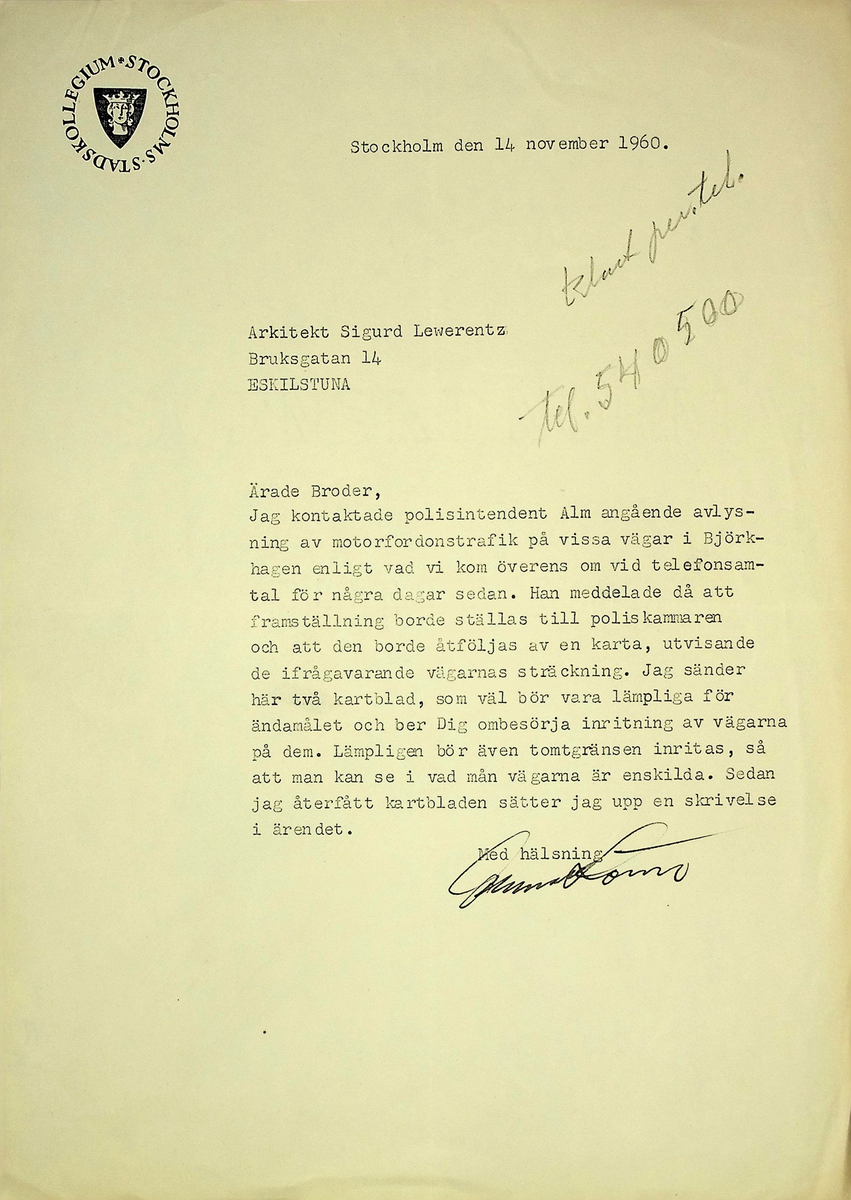 STOCKHOLMS·STADSKOLLEGIUM*
Stockholm den 14 november 1960.
klart per.tel.
tel. 540500
Arkitekt Sigurd Lewerentz
Bruksgatan 14
ESKILSTUNA
Ärade Broder,
Jag kontaktade polisintendent Alm angående avlys-
ning av motorfordonstrafik på vissa vägar i Björk-
hagen enligt vad vi kom överens om vid telefonsam-
tal för några dagar sedan. Han meddelade då att
framställning borde ställas till poliskammaren
och att den borde åtföljas av en karta, utvisande
de ifrågavarande vägarnas sträckning. Jag sänder
här två kartblad, som väl bör vara lämpliga för
ändamålet och ber Dig ombesörja inritning av vägarna
på dem. Lämpligen bör även tomtgränsen inritas, så
att man kan se i vad mån vägarna är enskilda. Sedan
jag återfått kartbladen sätter jag upp en skrivelse
i ärendet.
Med hälsning